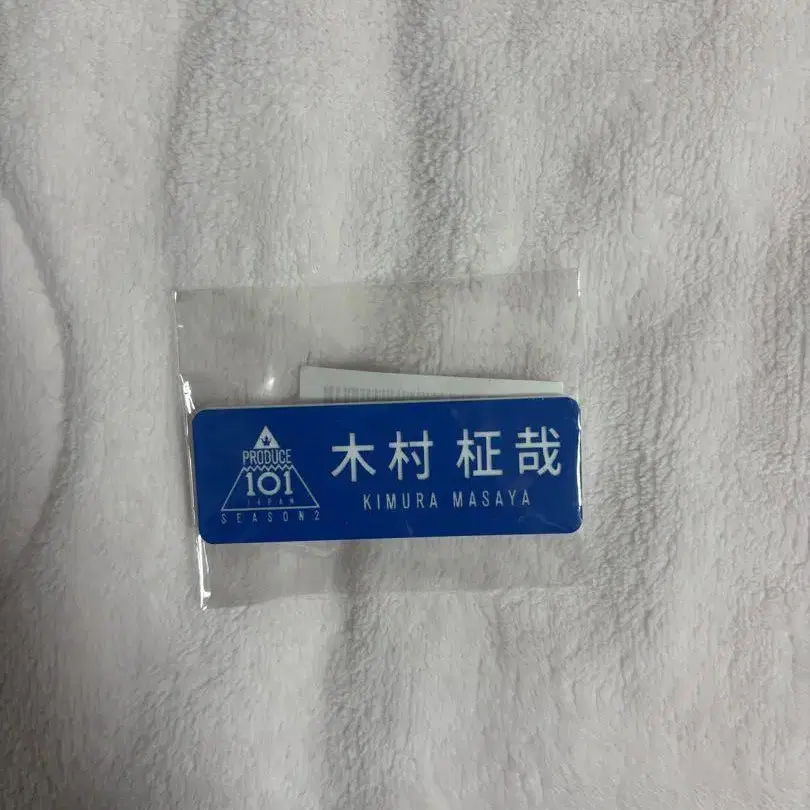 PRODUCE
101
JAPAN
SEASON2
木村 柾哉
KIMURA MASAYA